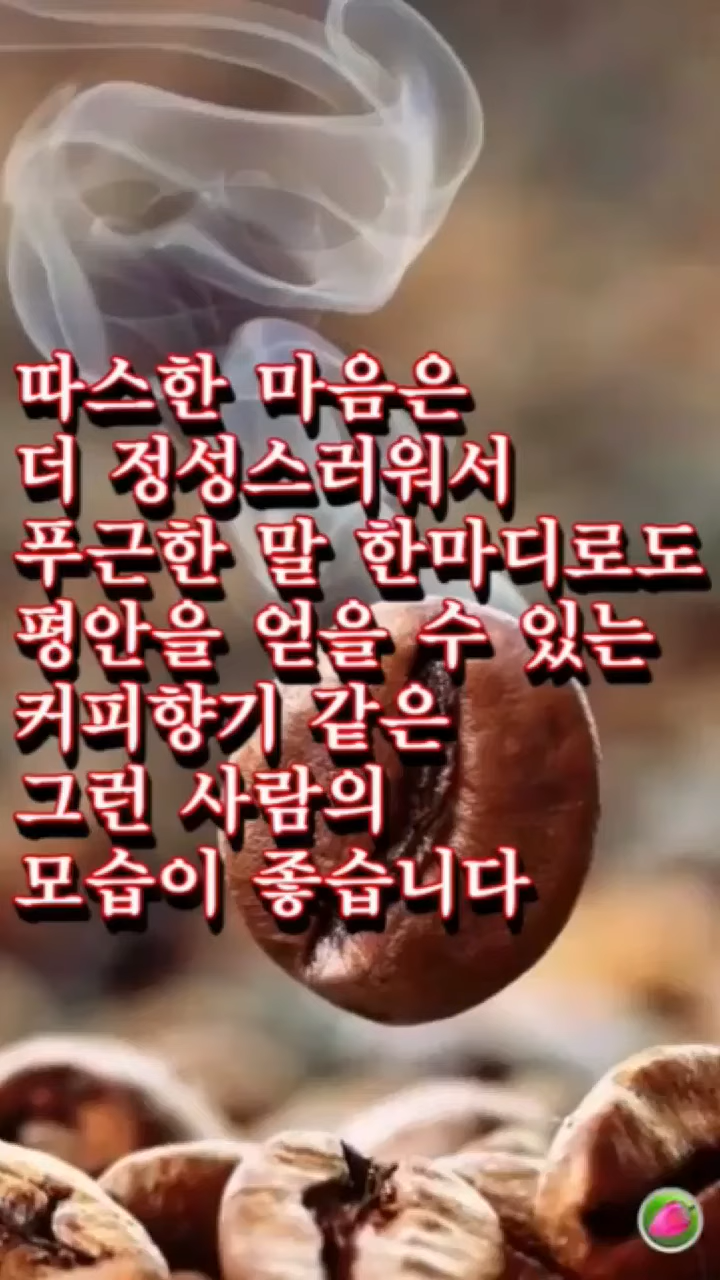 따스한 마음은
더 정성스러워서
푸근한 말 한마디로도
평안을 얻을 수 있는
커피향기 같은
그런 사람의
모습이 좋습니다